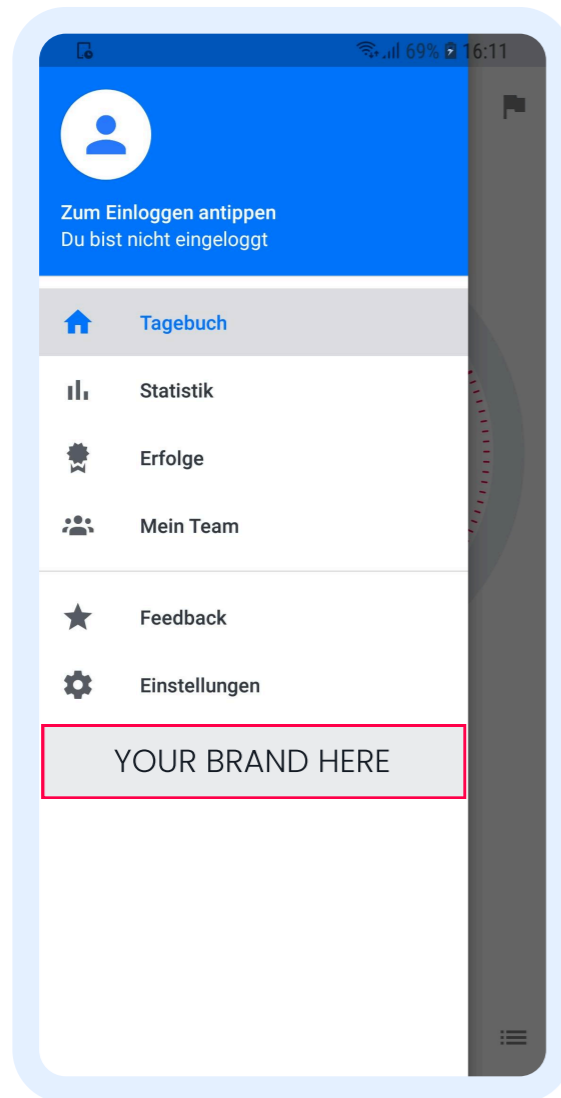 69% 16:11
Zum Einloggen antippen
Du bist nicht eingeloggt
Tagebuch
Statistik
Erfolge
Mein Team
Feedback
Einstellungen
YOUR BRAND HERE